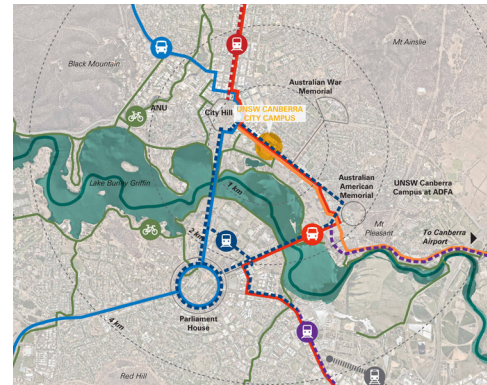 Mt Ainslie
Black Mountain
Australian War
Memorial
ANU
City Hill
UNSW CANBERRA
CITY CAMPUS
Australian
American
Memorial
UNSW Canberra
Campus at ADFA
Lake Burley Griffin
1 km
Mt
Pleasant
To Canberra
Airport
2 km
Parliament
House
4 km
Red Hill